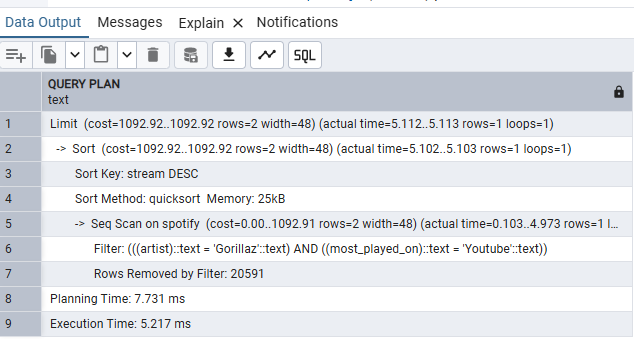 Data Output Messages Explain Notifications
SQL
QUERY PLAN
text
1 Limit (cost=1092.92..1092.92 rows=2 width=48) (actual time=5.112..5.113 rows=1 loops=1)
2 -> Sort (cost=1092.92..1092.92 rows=2 width=48) (actual time=5.102..5.103 rows=1 loops=1)
3 Sort Key: stream DESC
4 Sort Method: quicksort Memory: 25kB
5 -> Seq Scan on spotify (cost=0.00..1092.91 rows=2 width=48) (actual time=0.103..4.973 rows=1 l...
6 Filter: (((artist)::text = 'Gorillaz'::text) AND ((most_played_on)::text = 'Youtube'::text))
7 Rows Removed by Filter: 20591
8 Planning Time: 7.731 ms
9 Execution Time: 5.217 ms